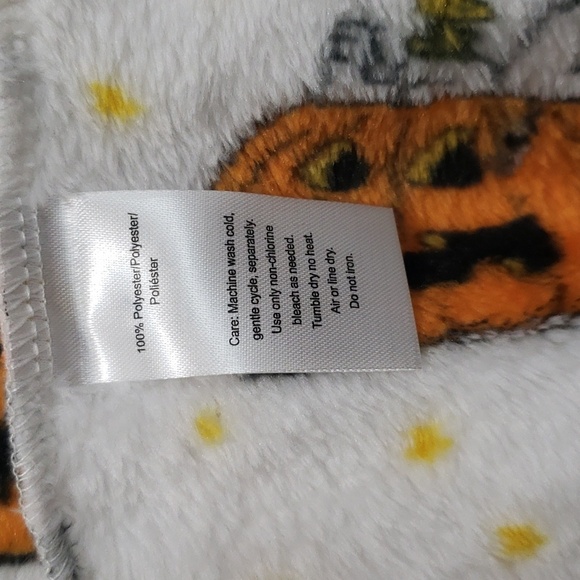 100% Polyester/Polyester/
Poliéster
Care: Machine wash cold,
gentle cycle, separately.
Use only non-chlorine
bleach as needed.
Tumble dry no heat.
Air or line dry.
Do not iron.